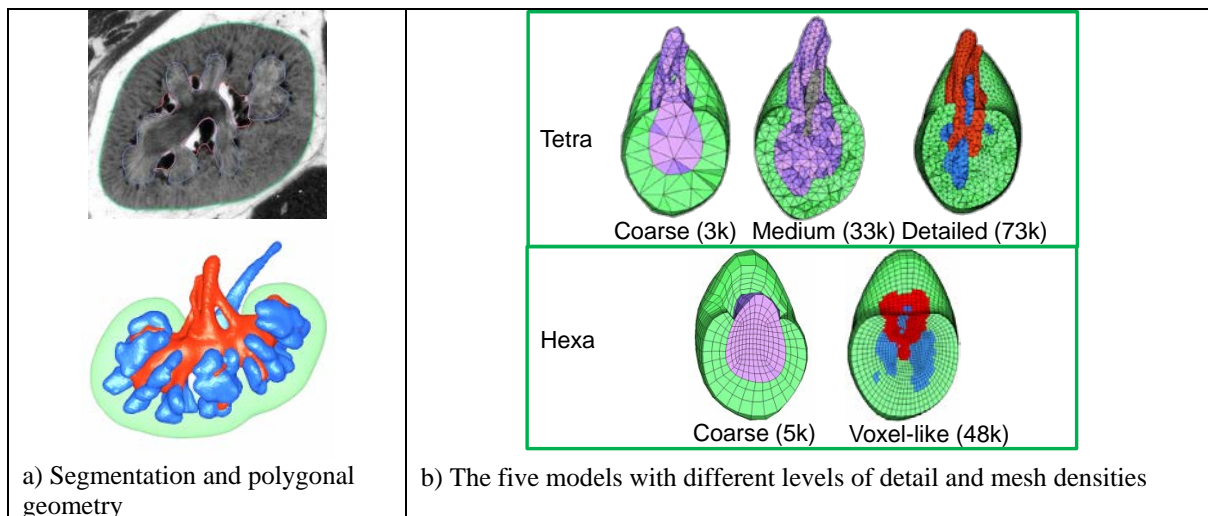 Tetra
Coarse (3k) Medium (33k) Detailed (73k)
Hexa
Coarse (5k) Voxel-like (48k)
a) Segmentation and polygonal
geometry
b) The five models with different levels of detail and mesh densities